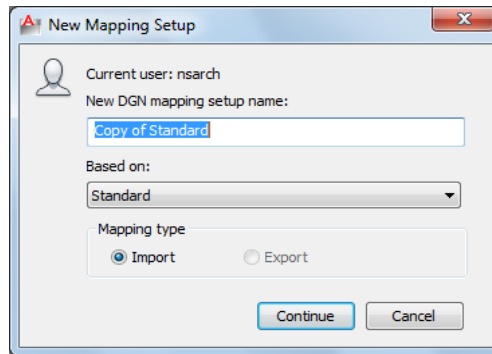 New Mapping Setup
Current user: nsarch
New DGN mapping setup name:
Copy of Standard
Based on:
Standard
Mapping type
Import Export
Continue Cancel